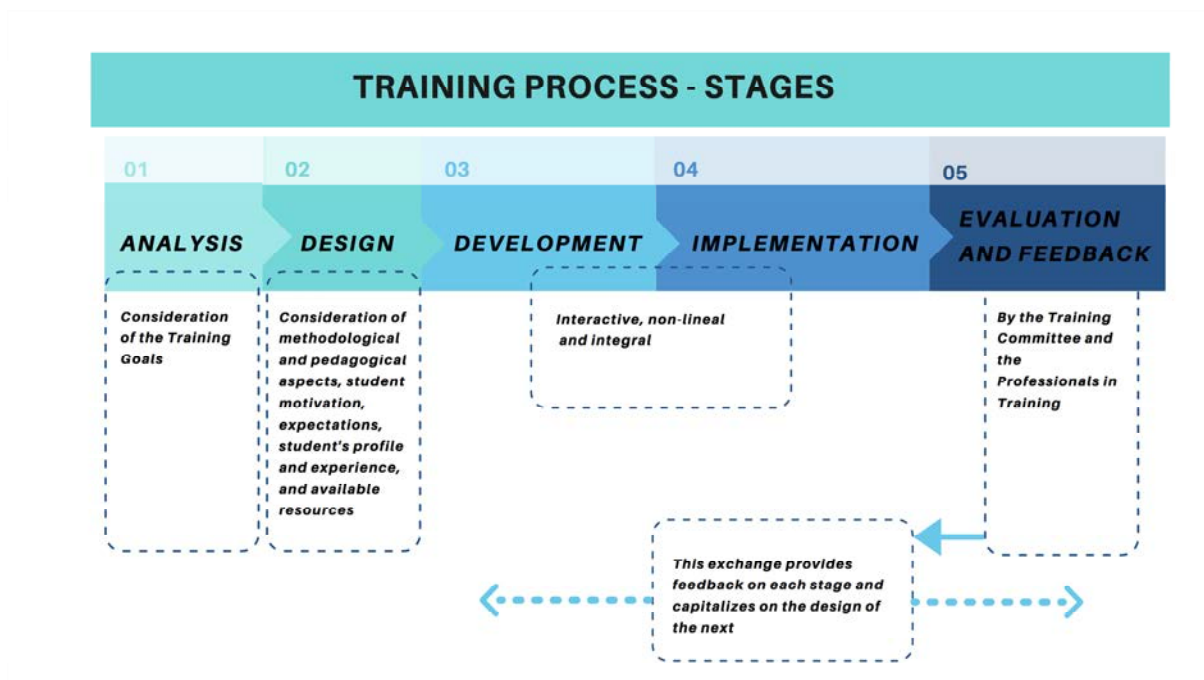 TRAINING PROCESS - STAGES
01
02
03
04
05
ANALYSIS
DESIGN
DEVELOPMENT
IMPLEMENTATION
EVALUATION
AND FEEDBACK
Consideration
of the Training
Goals
Consideration of
methodological
and pedagogic
aspects, student
motivation,
expectations,
student's profile
and experience,
and available
resources
Interactive, non-lineal
and integral
By the Training
Committee and
the
Professionals in
Training
This exchange provides
feedback on each stage and
capitalizes on the design of
the next